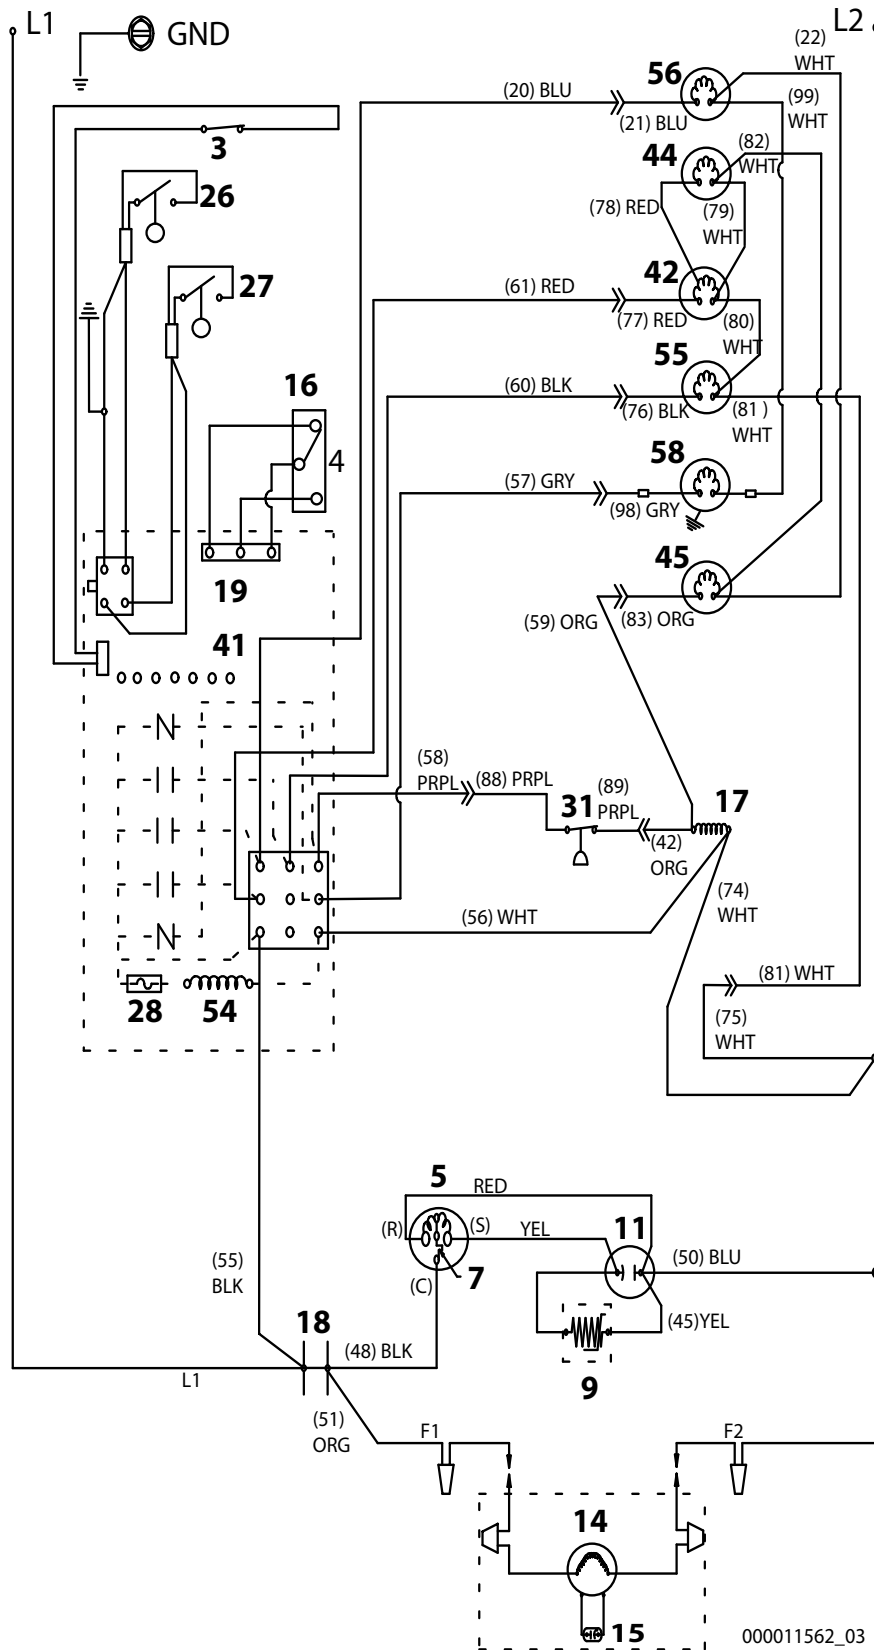 L1
GND
L2
(22)
WHT
56
(20) BLU
(21) BLU
(99)
WHT
3
44
(82)
WHT
26
(78) RED
(79)
WHT
27
42
(61) RED
(77) RED
(80)
WHT
55
16
(60) BLK
(76) BLK
(81 )
WHT
4
58
(57) GRY
(98) GRY
19
45
(59) ORG
(83) ORG
41
(58)
PRPL
(88) PRPL
31
(89)
PRPL
17
(42)
ORG
(74)
WHT
(56) WHT
(81) WHT
28
54
(75)
WHT
5
RED
(R)
(S)
YEL
11
7
(C)
(50) BLU
(55)
BLK
(45)YEL
18
(48) BLK
9
L1
(51)
ORG
F1
F2
14
15
000011562_03